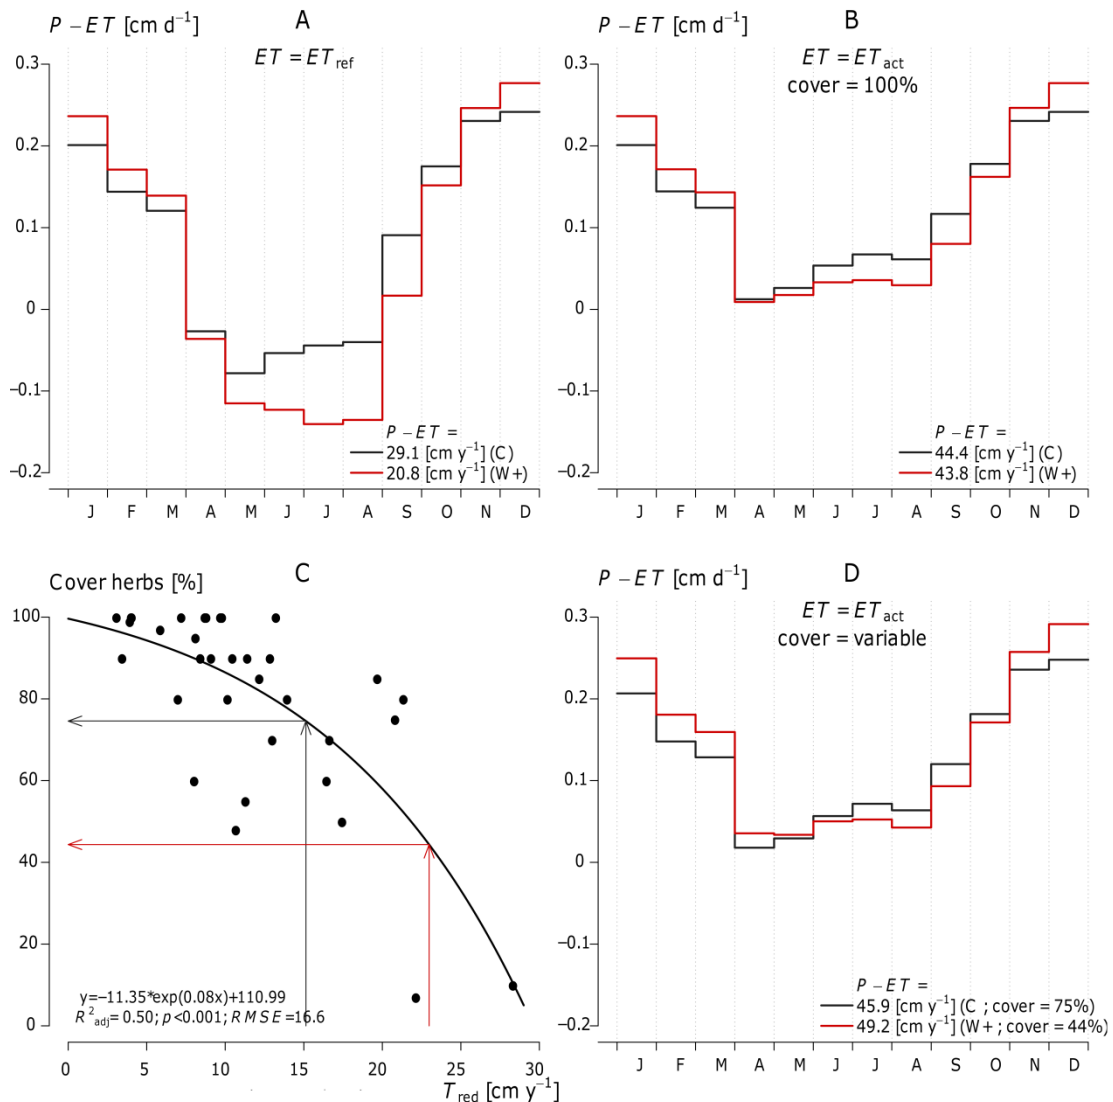 P – ET [cm d⁻¹]
A
ET = ET_ref
0.3
0.2
0.1
0
−0.1
−0.2
P – ET =
29.1 [cm y⁻¹] (C)
20.8 [cm y⁻¹] (W+)
J F M A M J J A S O N D
P – ET [cm d⁻¹]
B
ET = ET_act
cover = 100%
0.3
0.2
0.1
0
−0.1
−0.2
P – ET =
44.4 [cm y⁻¹] (C)
43.8 [cm y⁻¹] (W+)
J F M A M J J A S O N D
Cover herbs [%]
C
100
80
60
40
20
0
y=−11.35*exp(0.08x)+110.99
R²_adj= 0.50; p<0.001; RMSE=16.6
0 5 10 15 20 25 30
T_red [cm y⁻¹]
P – ET [cm d⁻¹]
D
ET = ET_act
cover = variable
0.3
0.2
0.1
0
−0.1
−0.2
P – ET =
45.9 [cm y⁻¹] (C ; cover = 75%)
49.2 [cm y⁻¹] (W+ ; cover = 44%)
J F M A M J J A S O N D